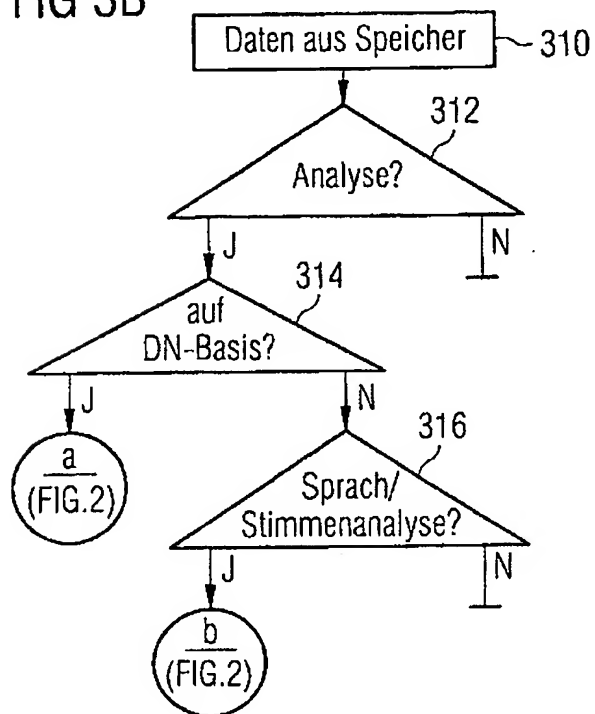 FIG 3B
Daten aus Speicher
310
312
Analyse?
J
N
314
auf
DN-Basis?
J
N
316
a
(FIG.2)
Sprach/
Stimmenanalyse?
J
N
b
(FIG.2)